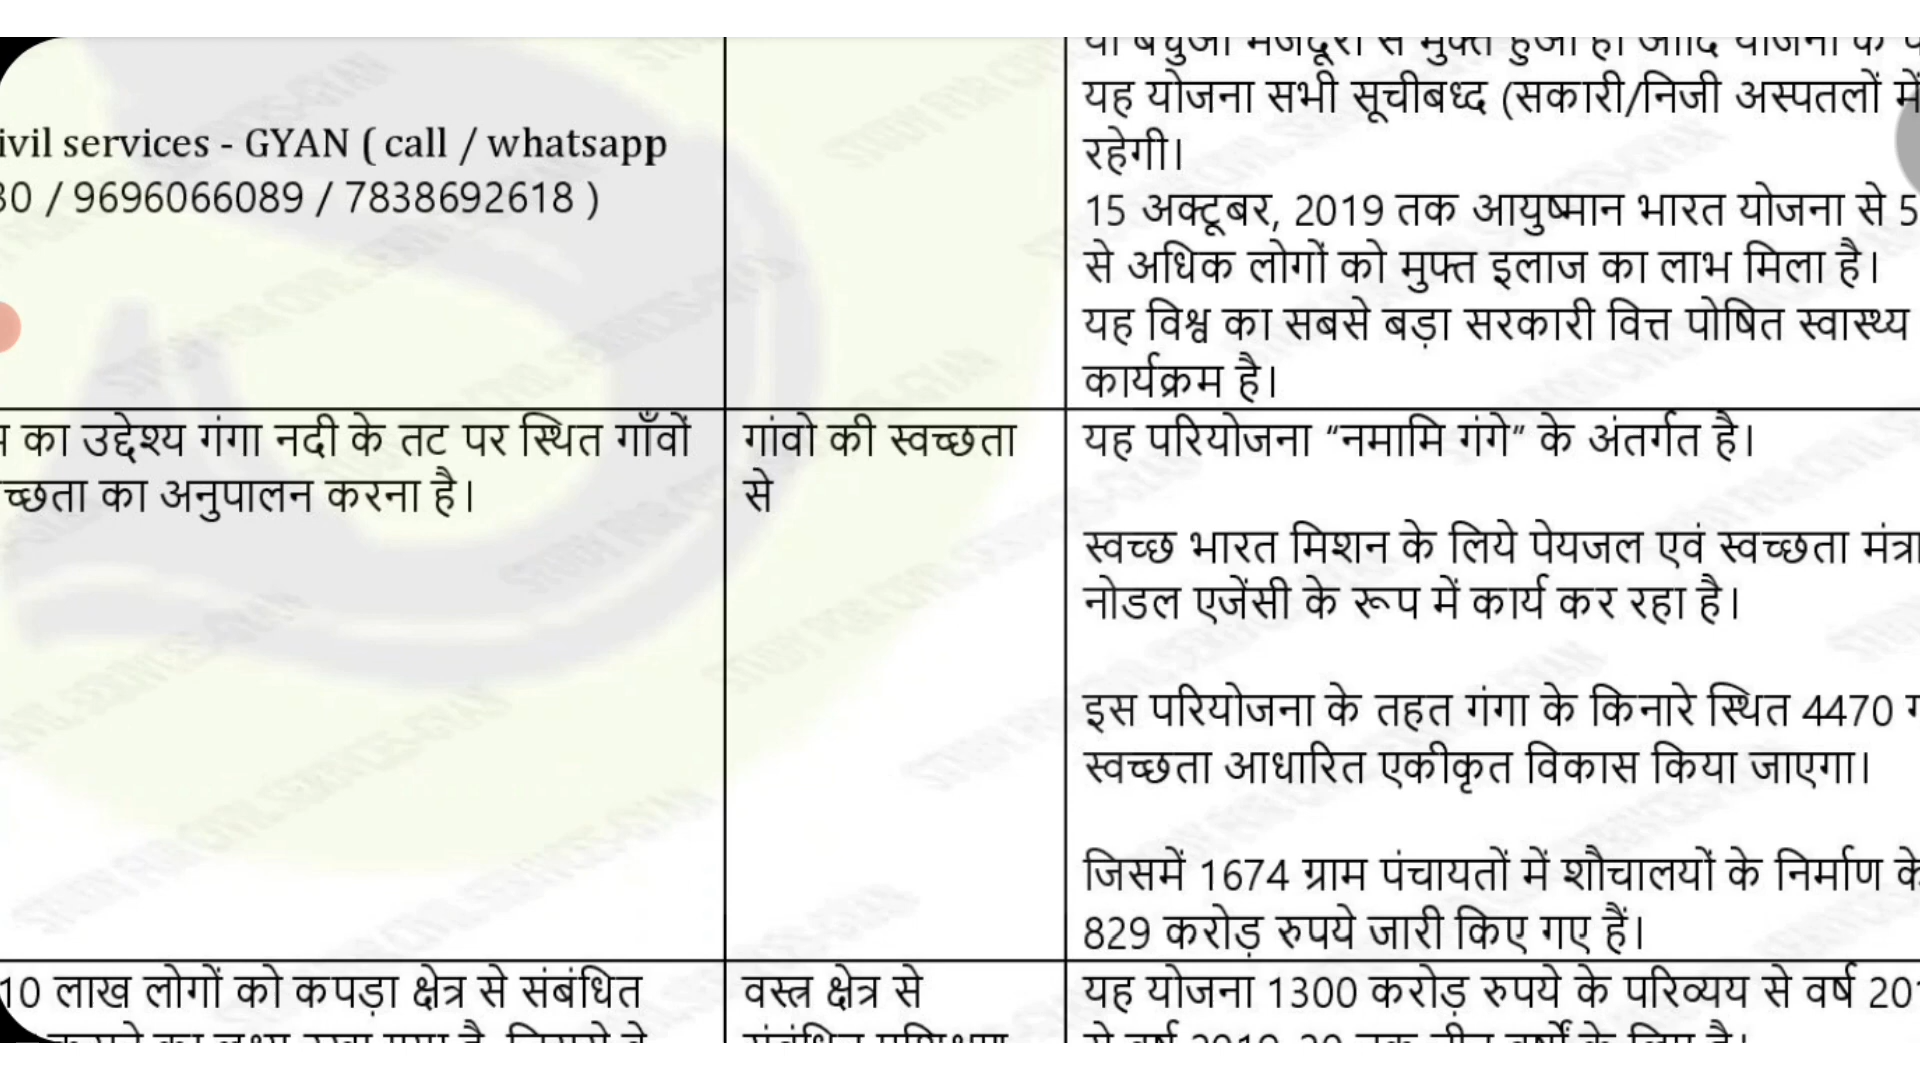 ivil services - GYAN ( call / whatsapp
30 / 9696066089 / 7838692618 )
यह योजना सभी सूचीबध्द (सकारी/निजी अस्पतलों में
रहेगी।
15 अक्टूबर, 2019 तक आयुष्मान भारत योजना से 5
से अधिक लोगों को मुफ्त इलाज का लाभ मिला है।
यह विश्व का सबसे बड़ा सरकारी वित्त पोषित स्वास्थ्य
कार्यक्रम है।
का उद्देश्य गंगा नदी के तट पर स्थित गाँवों
च्छता का अनुपालन करना है।
गांवो की स्वच्छता
से
यह परियोजना “नमामि गंगे” के अंतर्गत है।
स्वच्छ भारत मिशन के लिये पेयजल एवं स्वच्छता मंत्रा
नोडल एजेंसी के रूप में कार्य कर रहा है।
इस परियोजना के तहत गंगा के किनारे स्थित 4470
स्वच्छता आधारित एकीकृत विकास किया जाएगा।
जिसमें 1674 ग्राम पंचायतों में शौचालयों के निर्माण के
829 करोड़ रुपये जारी किए गए हैं।
10 लाख लोगों को कपड़ा क्षेत्र से संबंधित
वस्त्र क्षेत्र से
यह योजना 1300 करोड़ रुपये के परिव्यय से वर्ष 201